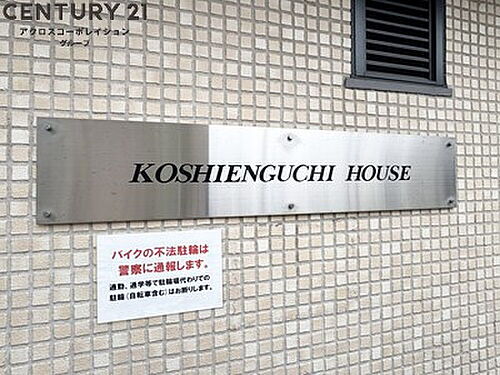 CENTURY 21
アクロスコーポレイション
グループ
KOSHIENGUCHI HOUSE
バイクの不法駐輪は
警察に通報します。
通勤、通学等で駐輪場代わりでの
駐輪(自転車含む)はお断りします。